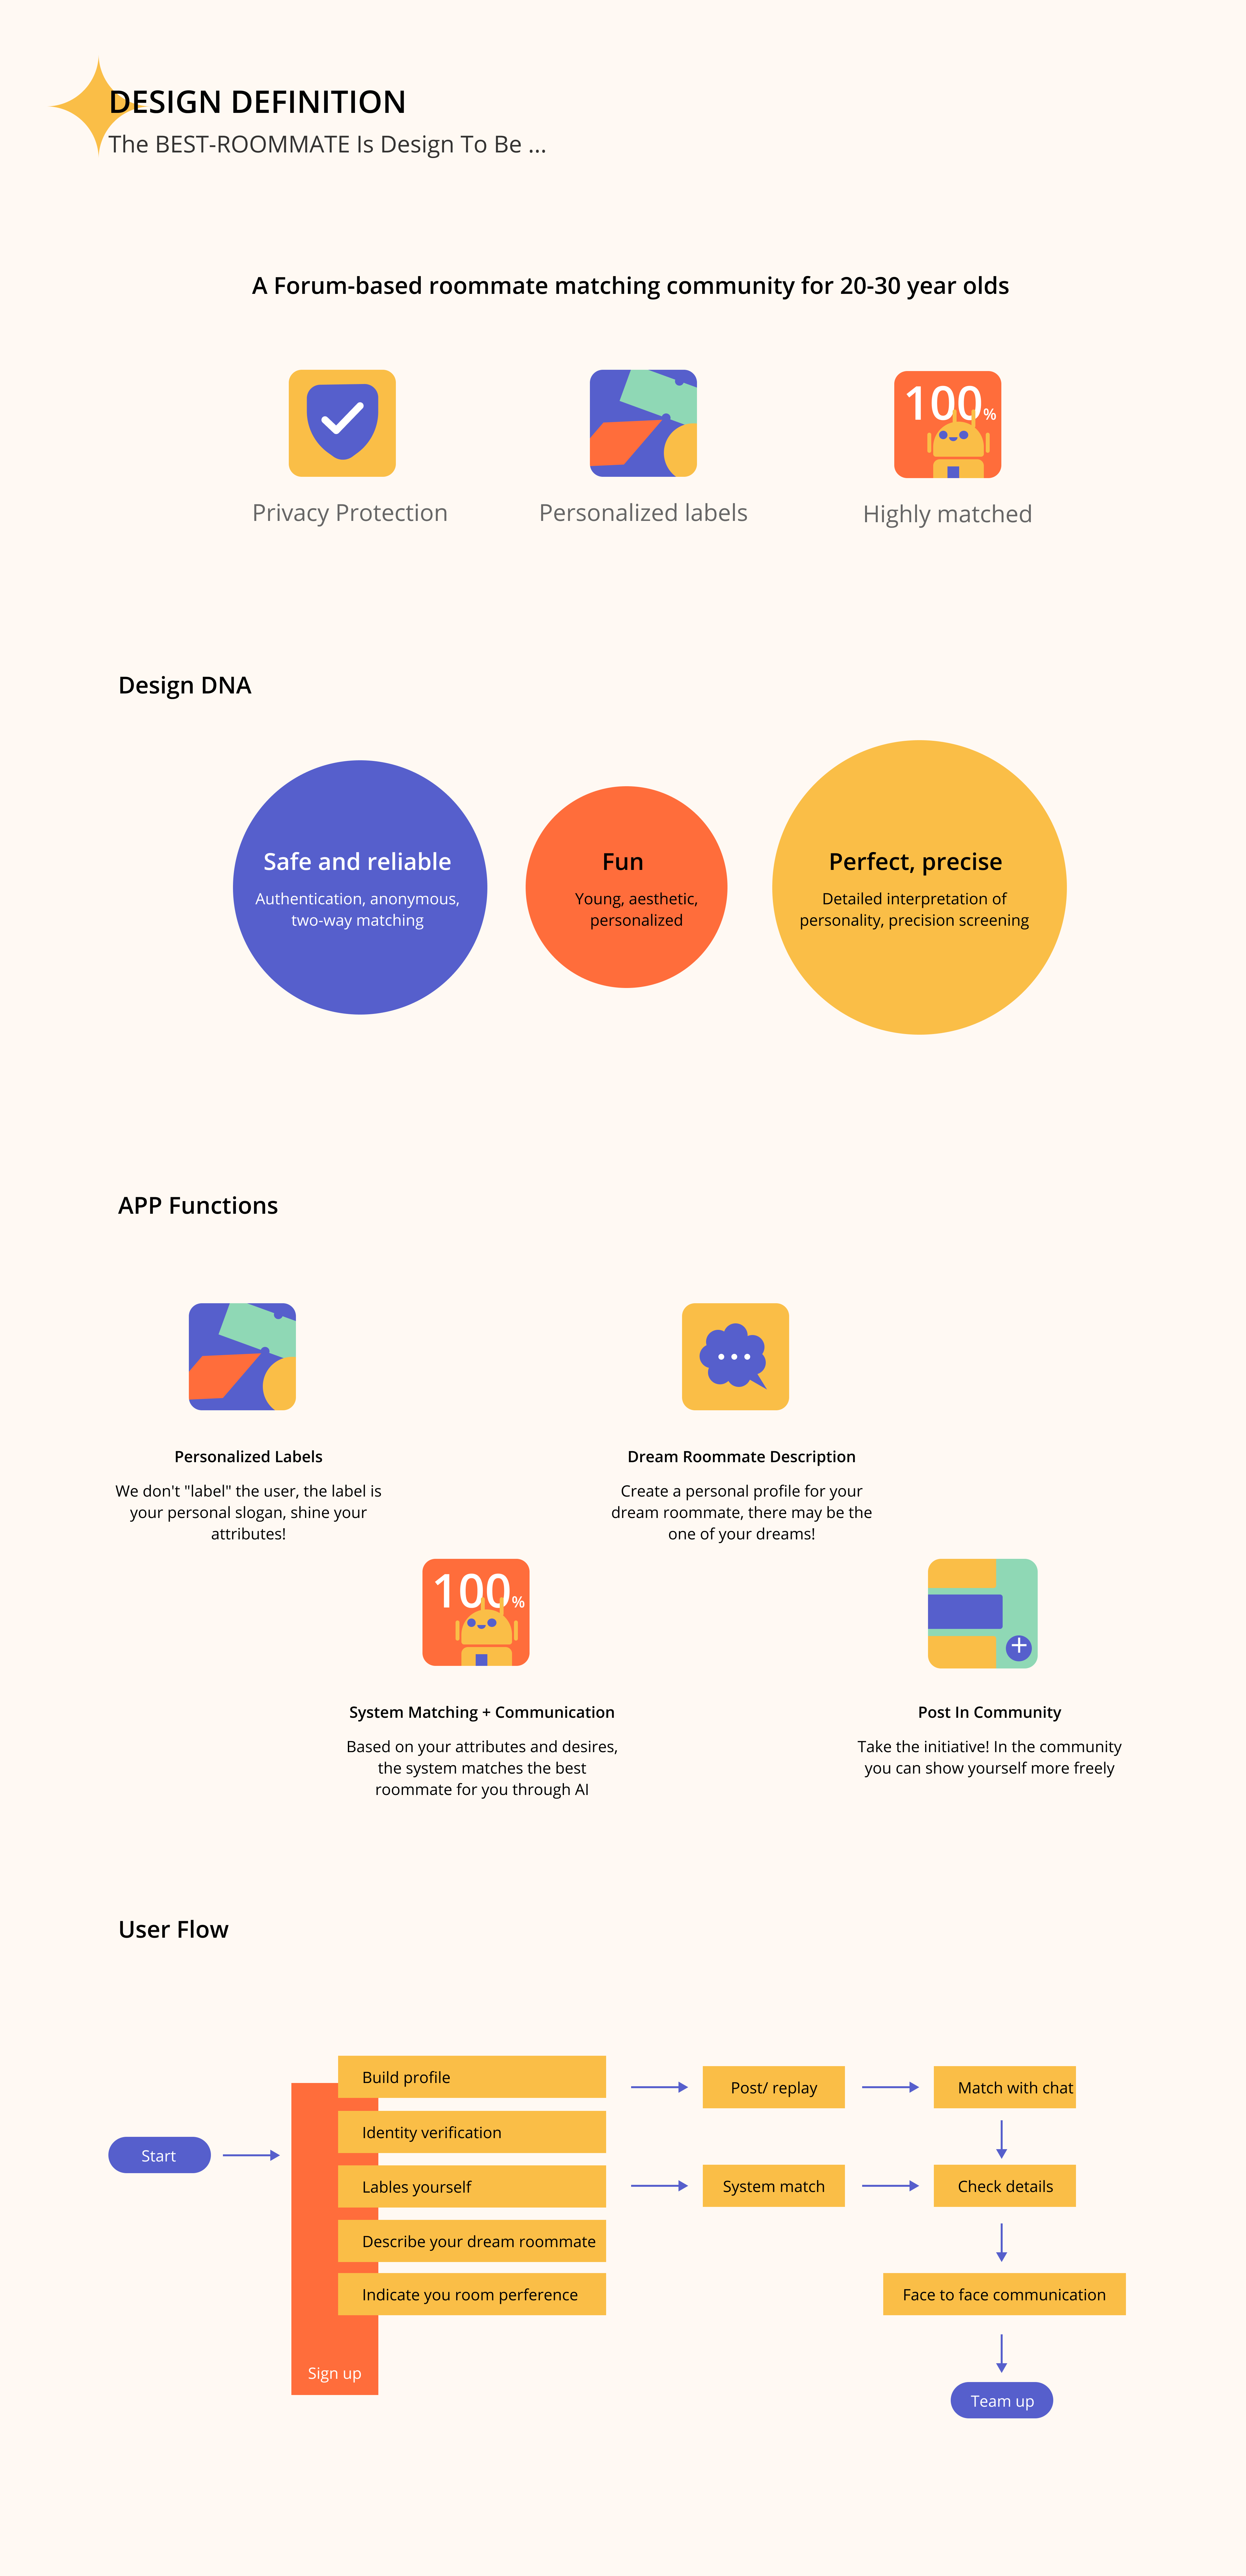 DESIGN DEFINITION
The BEST-ROOMMATE Is Design To Be ...
A Forum-based roommate matching community for 20-30 year olds
100%
Privacy Protection
Personalized labels
Highly matched
Design DNA
Safe and reliable
Authentication, anonymous,
two-way matching
Fun
Young, aesthetic,
personalized
Perfect, precise
Detailed interpretation of
personality, precision screening
APP Functions
Personalized Labels
We don't "label" the user, the label is
your personal slogan, shine your
attributes!
Dream Roommate Description
Create a personal profile for your
dream roommate, there may be the
one of your dreams!
100%
System Matching + Communication
Based on your attributes and desires,
the system matches the best
roommate for you through AI
Post In Community
Take the initiative! In the community
you can show yourself more freely
User Flow
Start
Build profile
Identity verification
Lables yourself
Describe your dream roommate
Indicate you room perference
Sign up
Post/ replay
Match with chat
System match
Check details
Face to face communication
Team up